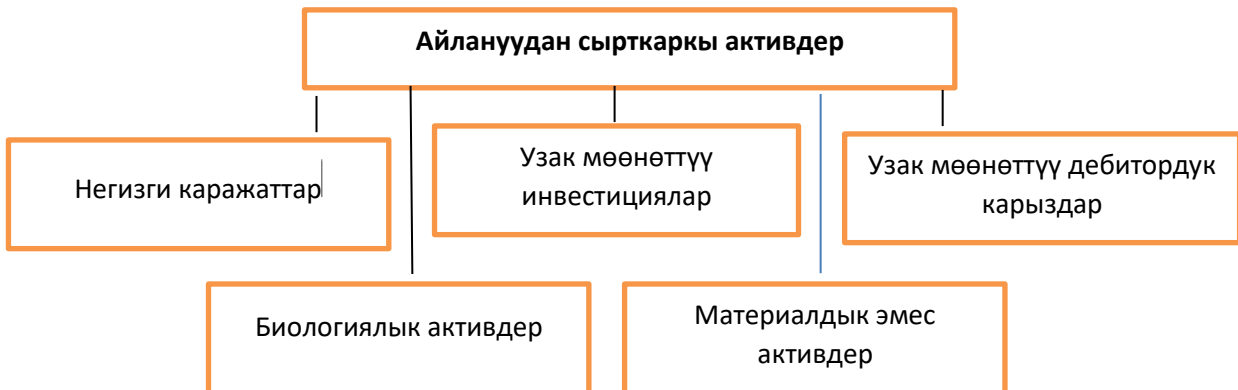 Айлануудан сырткаркы активдер
Негизги каражаттар
Узак мөөнөттүү
инвестициялар
Узак мөөнөттүү дебитордук
карыздар
Биологиялык активдер
Материалдык эмес
активдер